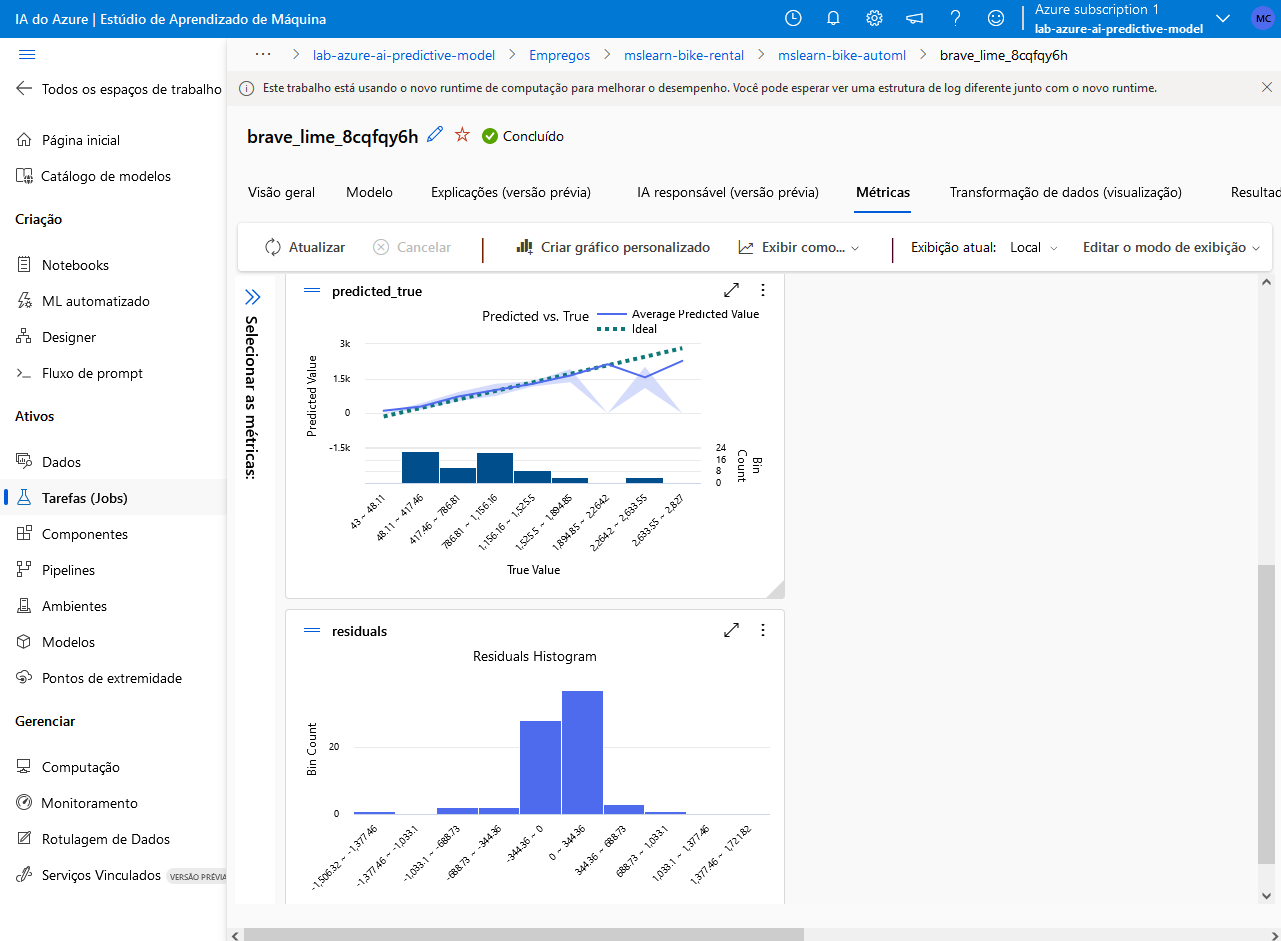 IA do Azure | Estúdio de Aprendizado de Máquina
Azure subscription 1
lab-azure-ai-predictive-model
MC
Todos os espaços de trabalho
Página inicial
Catálogo de modelos
Criação
Notebooks
ML automatizado
Designer
Fluxo de prompt
Ativos
Dados
Tarefas (Jobs)
Componentes
Pipelines
Ambientes
Modelos
Pontos de extremidade
Gerenciar
Computação
Monitoramento
Rotulagem de Dados
Serviços Vinculados VERSÃO PRÉVIA
... > lab-azure-ai-predictive-model > Empregos > mslearn-bike-rental > mslearn-bike-automl > brave_lime_8cqfqy6h
Este trabalho está usando o novo runtime de computação para melhorar o desempenho. Você pode esperar ver uma estrutura de log diferente junto com o novo runtime.
brave_lime_8cqfqy6h Concluído
Visão geral Modelo Explicações (versão prévia) IA responsável (versão prévia) Métricas Transformação de dados (visualização) Resultad
Atualizar Cancelar Criar gráfico personalizado Exibir como... Exibição atual: Local Editar o modo de exibição
Selecionar as métricas:
predicted_true
Predicted vs. True
Average Predicted Value
Ideal
Predicted Value
3k
1.5k
0
-1.5k
24
16
8
0
Bin
Count
43 ~ 48.11
48.11 ~ 417.46
417.46 ~ 786.81
786.81 ~ 1,156.16
1,156.16 ~ 1,525.5
1,525.5 ~ 1,894.85
1,894.85 ~ 2,264.2
2,264.2 ~ 2,633.55
2,633.55 ~ 2,827
True Value
residuals
Residuals Histogram
Bin Count
20
0
-1,506.32 ~ -1,377.46
-1,377.46 ~ -1,033.1
-1,033.1 ~ -688.73
-688.73 ~ -344.36
-344.36 ~ 0
0 ~ 344.36
344.36 ~ 688.73
688.73 ~ 1,033.1
1,033.1 ~ 1,377.46
1,377.46 ~ 1,721.82